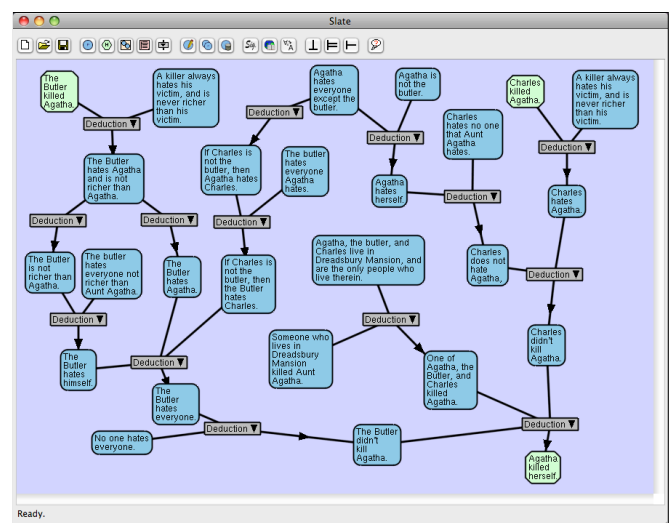 Slate
The
Butler
killed
Agatha.
A killer always
hates his
victim, and is
never richer
than his
victim.
Agatha
hates
everyone
except the
butler.
Agatha is
not the
butler.
Charles
killed
Agatha.
A killer always
hates his
victim, and is
never richer
than his
victim.
Deduction
Deduction
Deduction
Charles
hates no one
that Aunt
Agatha
hates.
Deduction
The Butler
hates Agatha
and is not
richer than
Agatha.
If Charles is
not the
butler, then
Agatha hates
Charles.
The butler
hates
everyone
Agatha
hates.
Agatha
hates
herself.
Deduction
Charles
hates
Agatha.
Deduction
Deduction
Deduction
The Butler
is not
richer than
Agatha.
The butler
hates
everyone not
richer than
Aunt Agatha.
The
Butler
hates
Agatha.
If Charles is
not the
butler, then
the Butler
hates
Charles.
Agatha, the butler, and
Charles live in
Dreadsbury Mansion, and
are the only people who
live therein.
Charles
does not
hate
Agatha,
Deduction
Deduction
Deduction
The
Butler
hates
himself.
Deduction
Someone who
lives in
Dreadsbury
Mansion
killed Aunt
Agatha.
One of
Agatha, the
Butler, and
Charles
killed
Agatha.
Charles
didn't
kill
Agatha.
The
Butler
hates
everyone.
No one hates
everyone.
Deduction
The Butler
didn't
kill
Agatha.
Deduction
Agatha
killed
herself.
Ready.